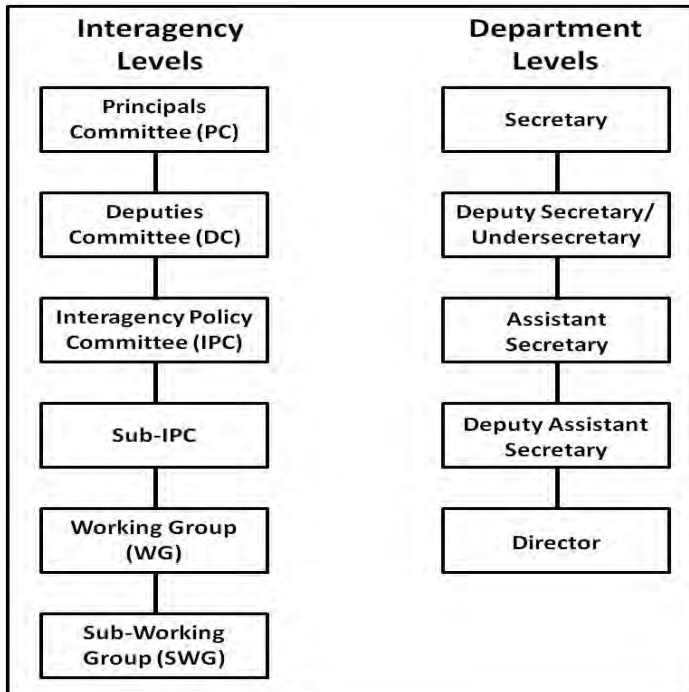 Interagency
Levels
Principals
Committee (PC)
Deputies
Committee (DC)
Interagency Policy
Committee (IPC)
Sub-IPC
Working Group
(WG)
Sub-Working
Group (SWG)
Department
Levels
Secretary
Deputy Secretary/
Undersecretary
Assistant
Secretary
Deputy Assistant
Secretary
Director